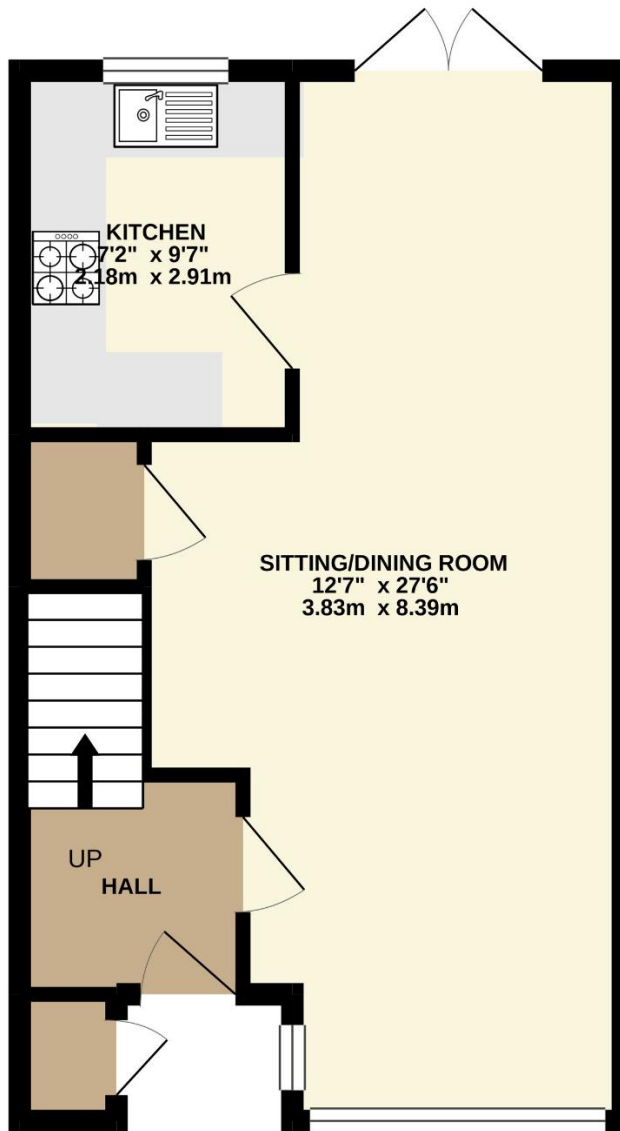 KITCHEN
7'2" x 9'7"
2.18m x 2.91m
SITTING/DINING ROOM
12'7" x 27'6"
3.83m x 8.39m
UP
HALL